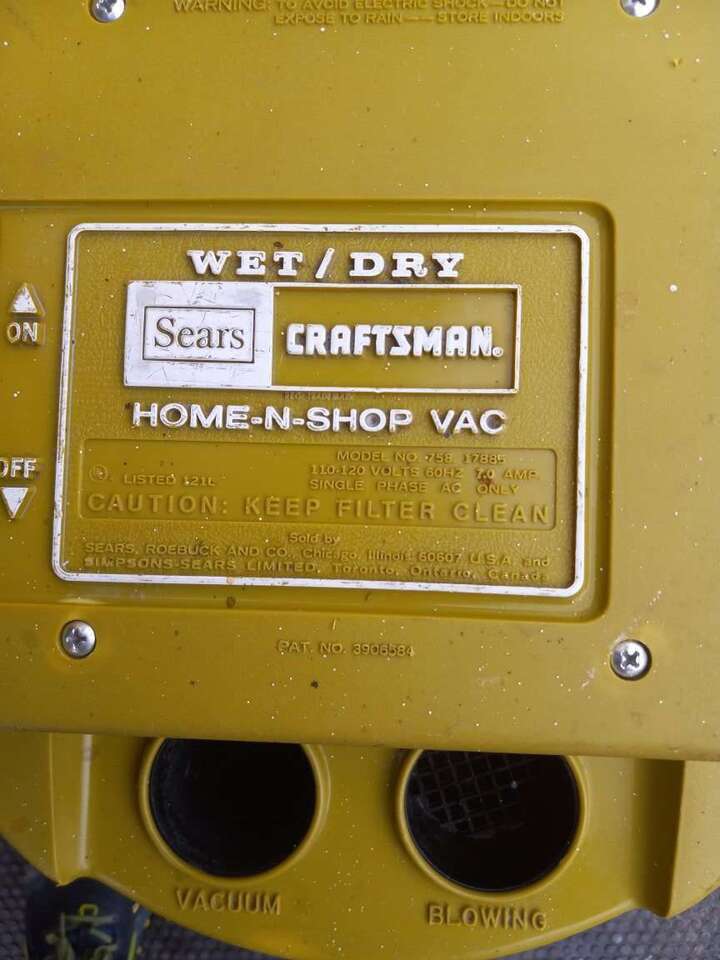 WARNING: TO AVOID ELECTRIC SHOCK—DO NOT
EXPOSE TO RAIN——STORE INDOORS
WET/DRY
Sears CRAFTSMAN®
REG. TRADEMARK
HOME-N-SHOP VAC
ON
OFF
MODEL NO. 758. 17885
LISTED 121L 110-120 VOLTS 60HZ 7.0 AMP.
SINGLE PHASE AC ONLY
CAUTION: KEEP FILTER CLEAN
Sold by
SEARS, ROEBUCK AND CO., Chicago, Illinois 60607 U.S.A. and
SIMPSONS-SEARS LIMITED, Toronto, Ontario, Canada
PAT. NO. 3906584
VACUUM
BLOWING